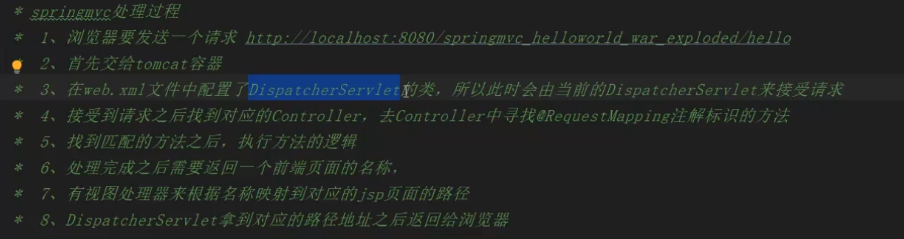 * springmvc处理过程
* 1、浏览器要发送一个请求 http://localhost:8080/springmvc_helloworld_war_exploded/hello
* 2、首先交给tomcat容器
* 3、在web.xml文件中配置了DispatcherServlet的类，所以此时会由当前的DispatcherServlet来接受请求
* 4、接受到请求之后找到对应的Controller，去Controller中寻找@RequestMapping注解标识的方法
* 5、找到匹配的方法之后，执行方法的逻辑
* 6、处理完成之后需要返回一个前端页面的名称，
* 7、有视图处理器来根据名称映射到对应的jsp页面的路径
* 8、DispatcherServlet拿到对应的路径地址之后返回给浏览器